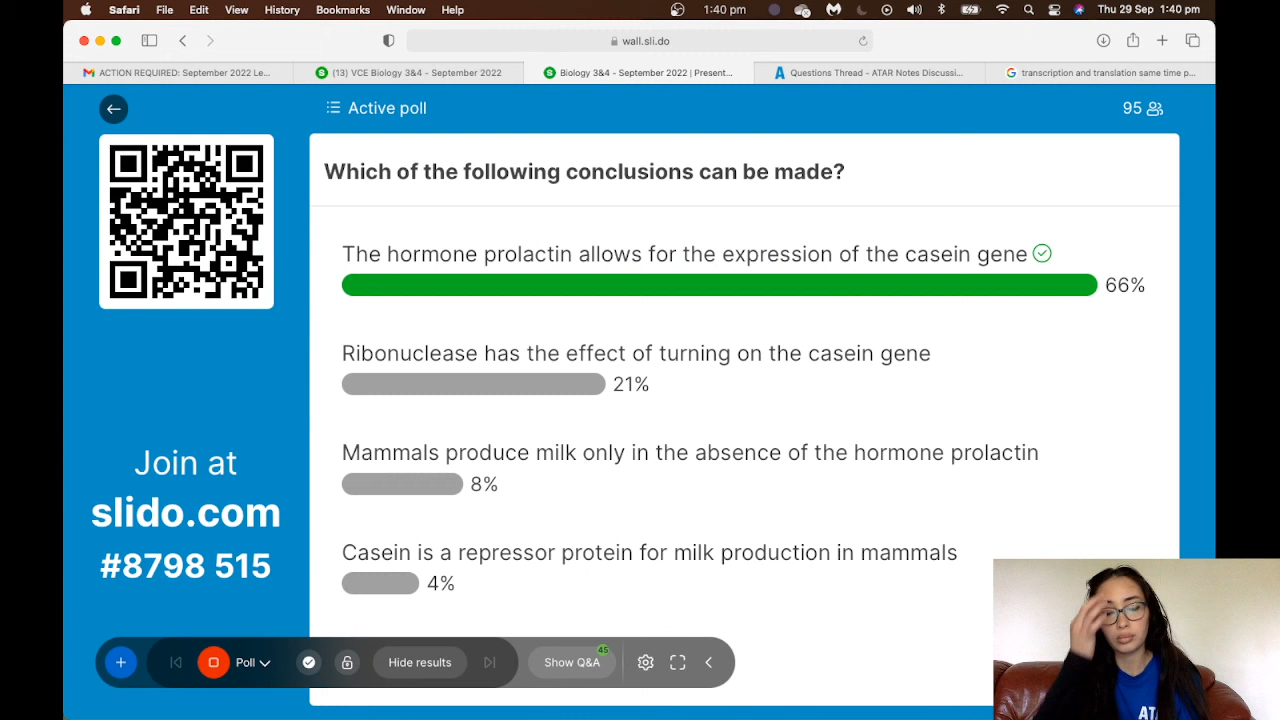 Safari File Edit View History Bookmarks Window Help 1:40 pm Thu 29 Sep 1:40 pm
wall.sli.do
ACTION REQUIRED: September 2022 Le... (13) VCE Biology 3&4 - September 2022 Biology 3&4 - September 2022 | Present... Questions Thread - ATAR Notes Discussi... transcription and translation same time p...
Active poll 95
Which of the following conclusions can be made?
The hormone prolactin allows for the expression of the casein gene
66%
Ribonuclease has the effect of turning on the casein gene
21%
Mammals produce milk only in the absence of the hormone prolactin
8%
Casein is a repressor protein for milk production in mammals
4%
Join at
slido.com
#8798 515
Poll Hide results Show Q&A 45
ATA